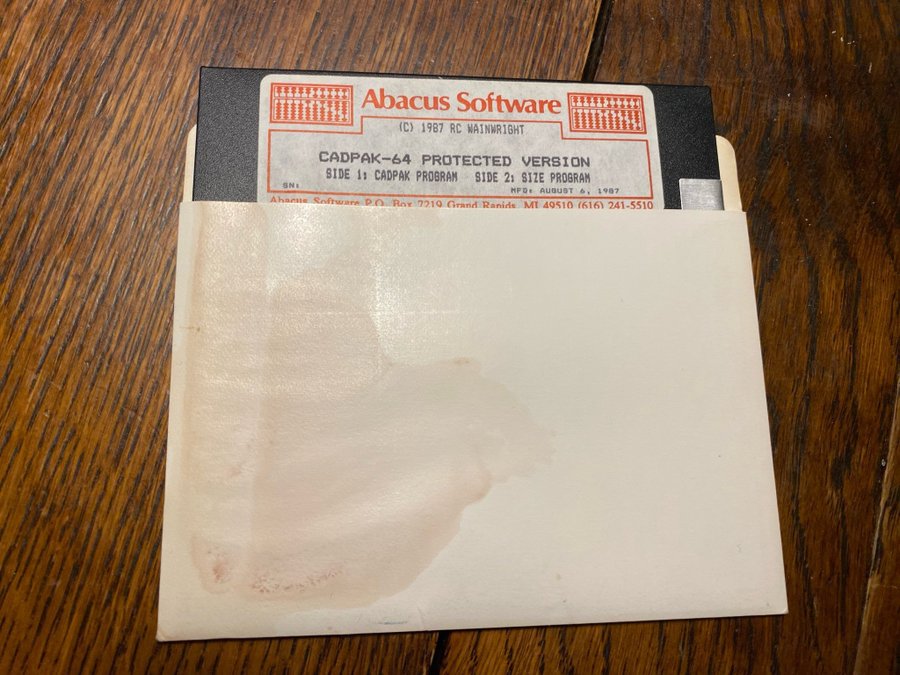 Abacus Software
(C) 1987 RC WAINWRIGHT
CADPAK-64 PROTECTED VERSION
SIDE 1: CADPAK PROGRAM SIDE 2: SIZE PROGRAM
SN: MFG: AUGUST 6, 1987
Abacus Software P.O. Box 7219 Grand Rapids, MI 49510 (616) 241-5510